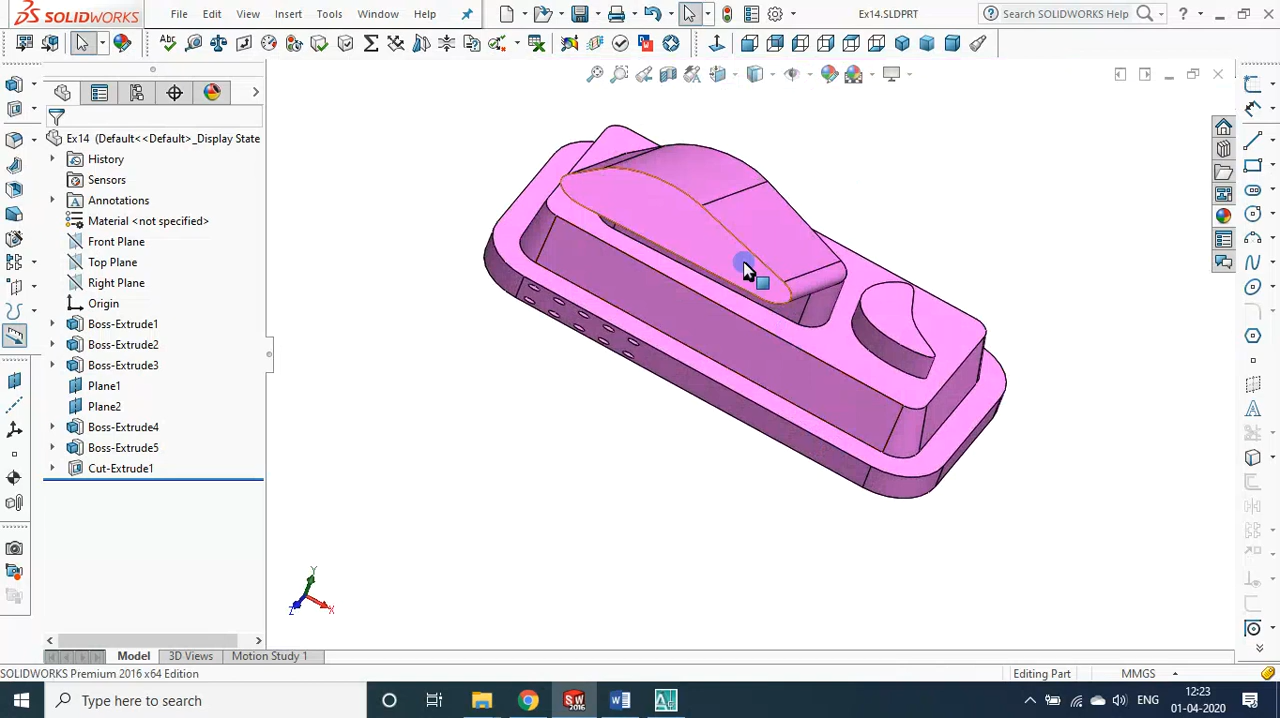 SOLIDWORKS
File
Edit
View
Insert
Tools
Simulation
Window
Help
Ex14.SLDPRT
Search SOLIDWORKS Help
?
Ex14 (Default<<Default>_Display State
History
Sensors
Annotations
Material <not specified>
Front Plane
Top Plane
Right Plane
Origin
Boss-Extrude1
Boss-Extrude2
Boss-Extrude3
Plane1
Plane2
Boss-Extrude4
Boss-Extrude5
Cut-Extrude1
Y
Z
X
Model
3D Views
Motion Study 1
SOLIDWORKS Premium 2016 x64 Edition
Editing Part
MMGS
Type here to search
SW
2016
W
ENG
12:23
01-04-2020